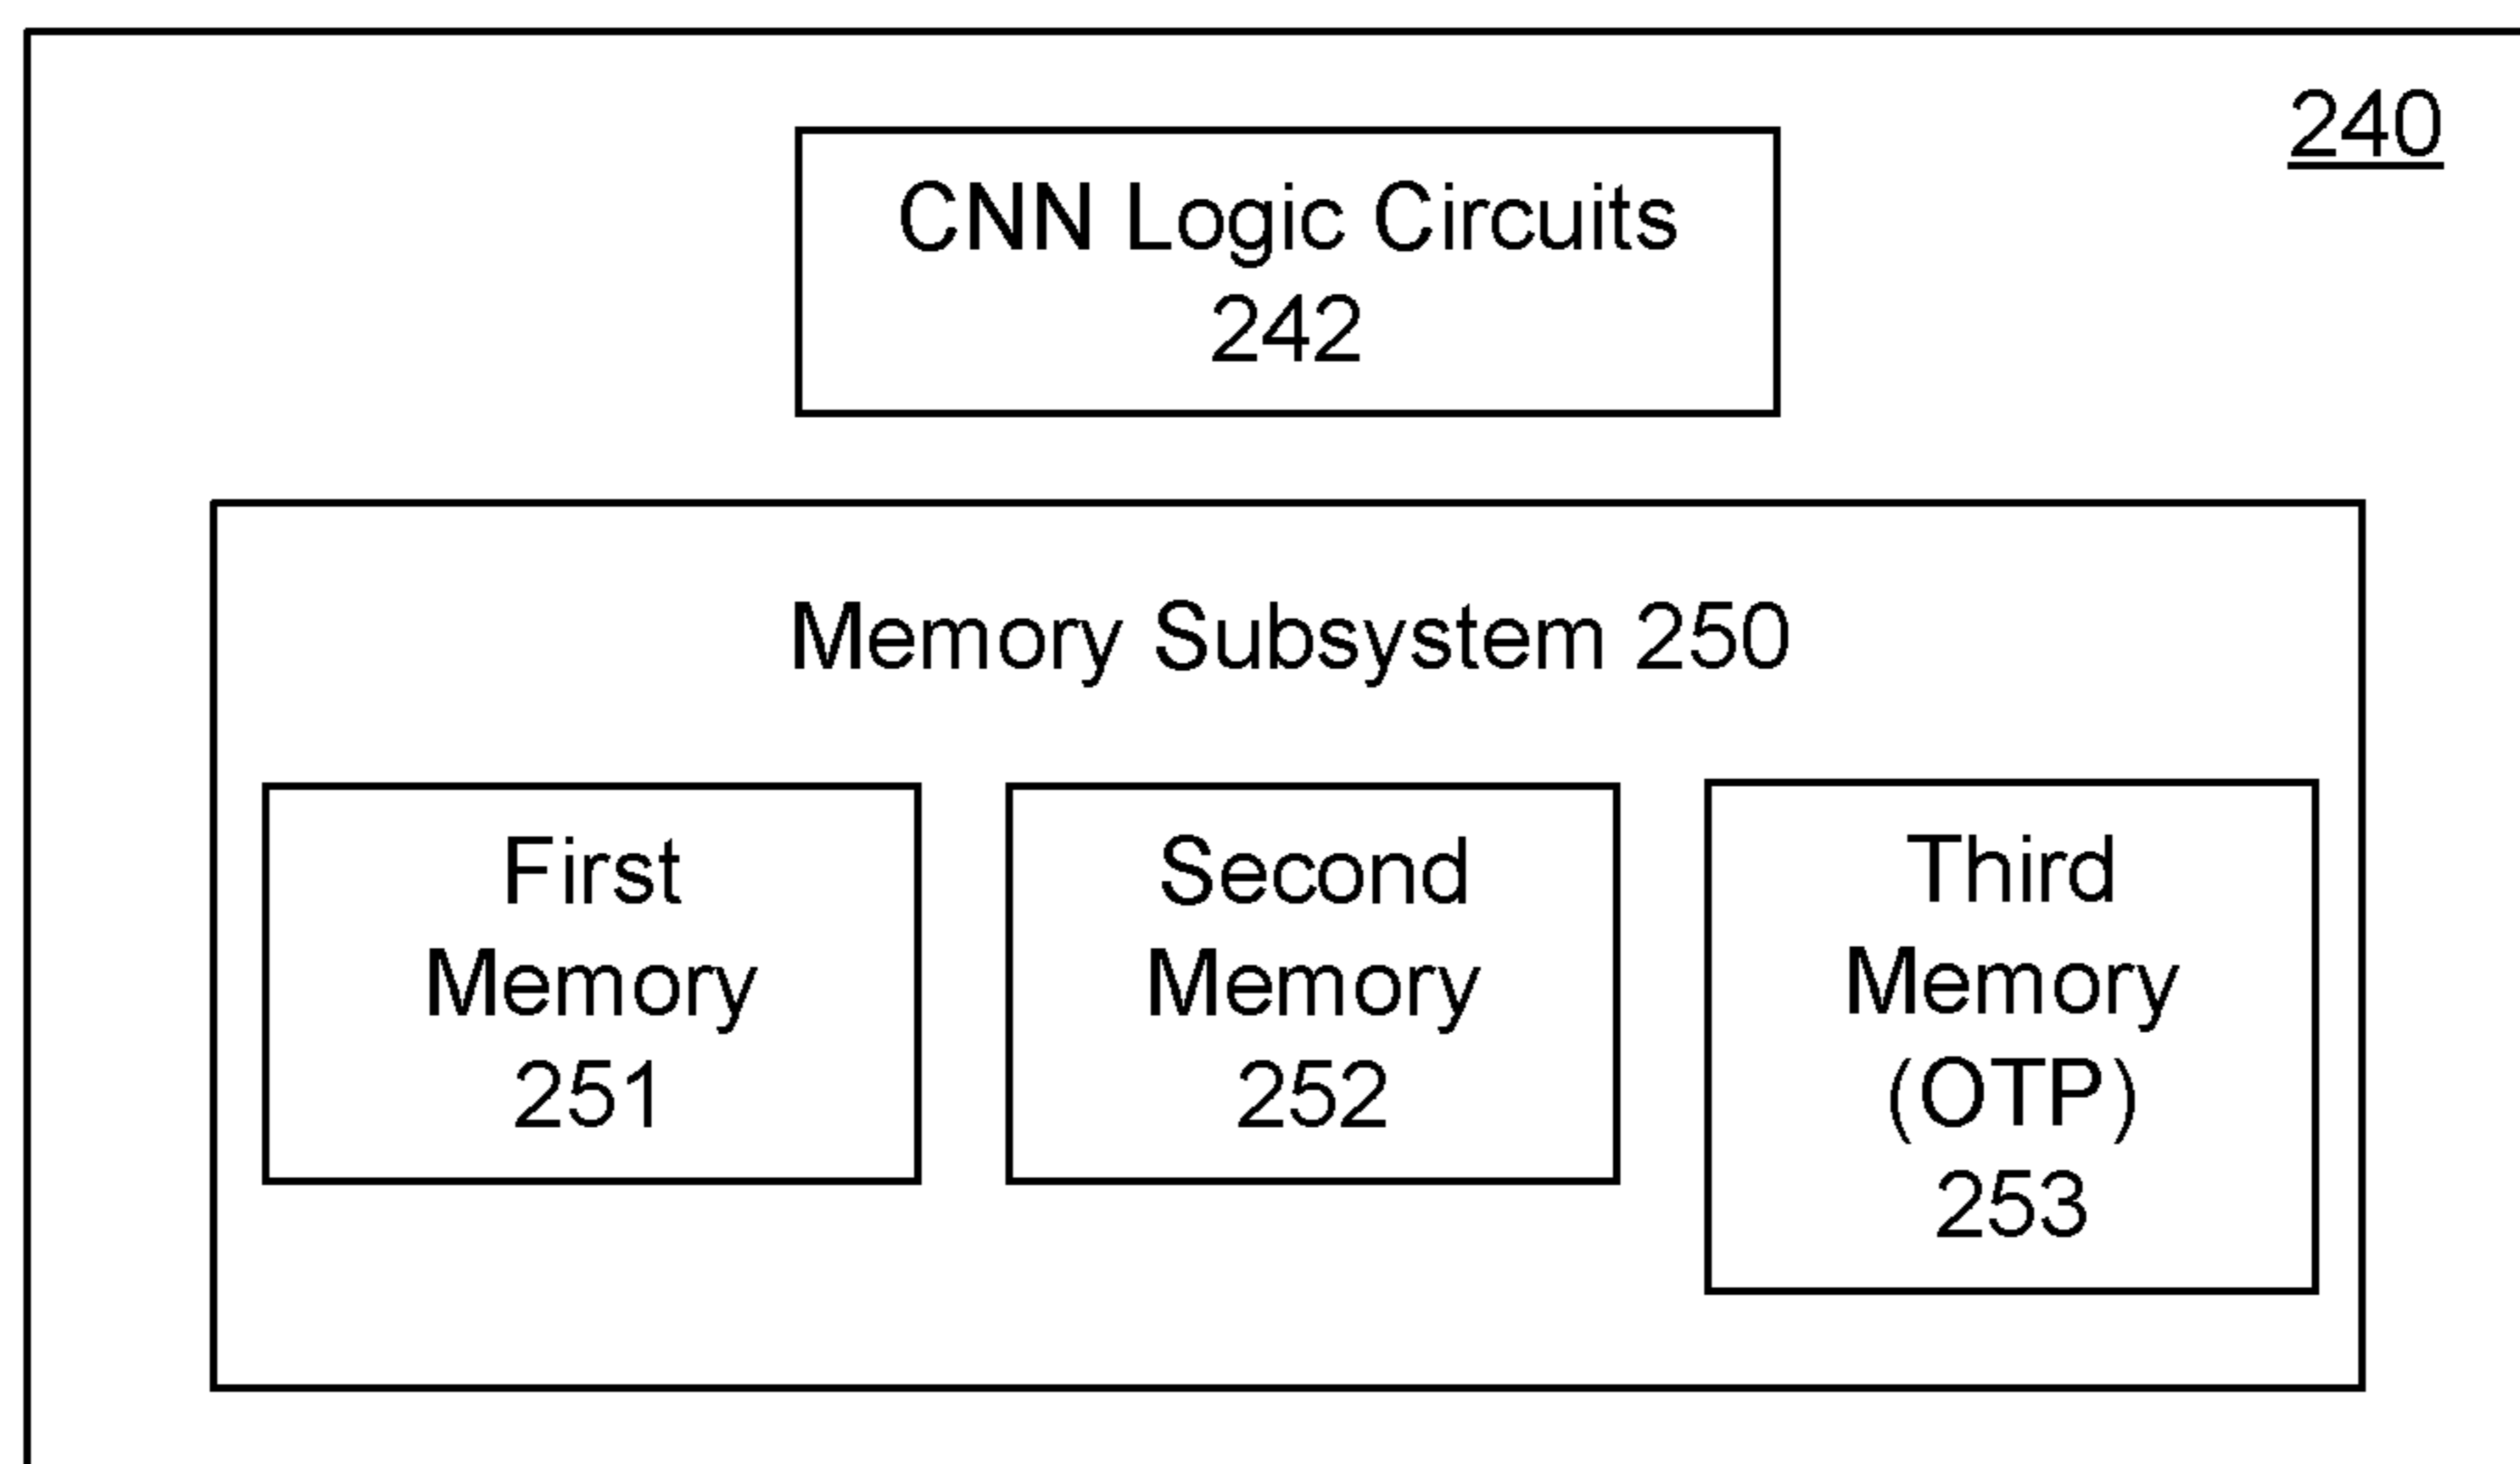 240
CNN Logic Circuits
242
Memory Subsystem 250
First
Memory
251
Second
Memory
252
Third
Memory
(OTP)
253